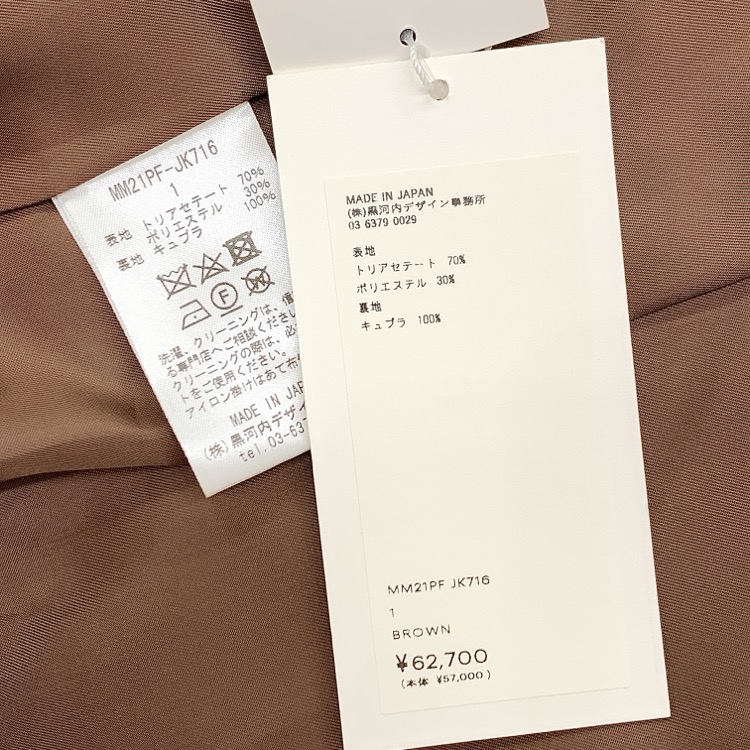 MM21PF-JK716
1
表地 トリアセテート 70%
ポリエステル 30%
裏地 キュプラ 100%
F
洗濯、クリーニングは、信
る専門店へご相談ください
クリーニングの際は、必
トをご使用ください。
アイロン掛けはあて布
MADE IN JAP
(株)黒河内デザイ
tel.03-63
MADE IN JAPAN
(株)黒河内デザイン事務所
03 6379 0029
表地
トリアセテート 70%
ポリエステル 30%
裏地
キュプラ 100%
MM21PF JK716
1
BROWN
¥62,700
(本体 ¥57,000)